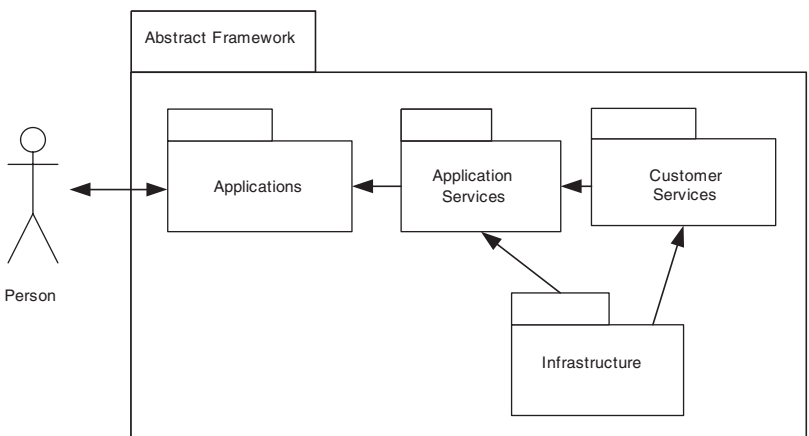 Abstract Framework
Applications
Application
Services
Customer
Services
Person
Infrastructure